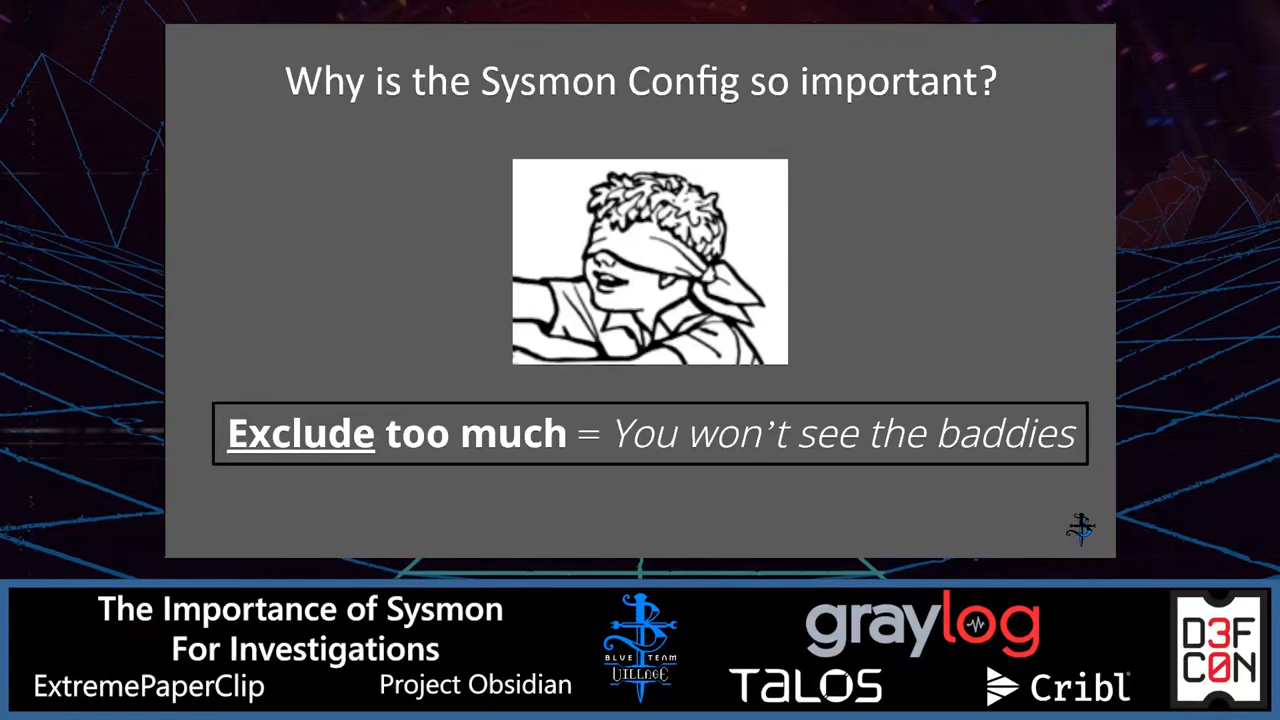 Why is the Sysmon Config so important?
Exclude too much = You won't see the baddies
The Importance of Sysmon
For Investigations
ExtremePaperClip
Project Obsidian
BLUE TEAM
VILLAGE
graylog
TALOS
Cribl
D3F
C0N